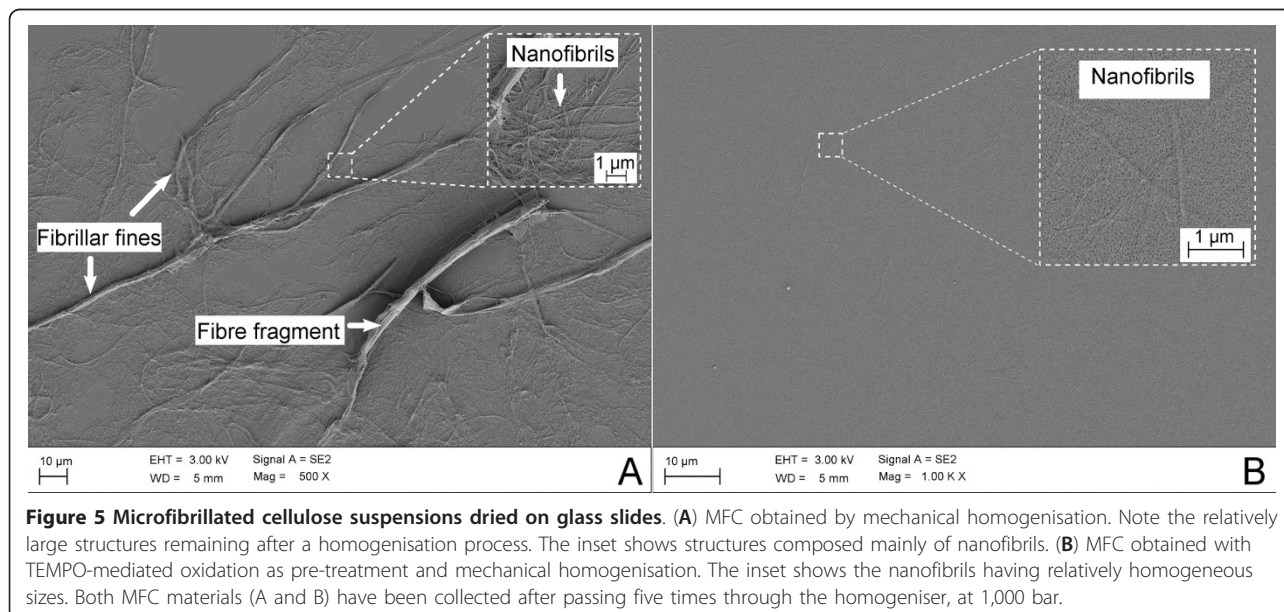 Nanofibrils
1 µm
Fibrillar fines
Fibre fragment
10 µm
EHT = 3.00 kV
Signal A = SE2
WD = 5 mm
Mag = 500 X
A
Nanofibrils
1 µm
10 µm
EHT = 3.00 kV
Signal A = SE2
WD = 5 mm
Mag = 1.00 K X
B
Figure 5 Microfibrillated cellulose suspensions dried on glass slides. (A) MFC obtained by mechanical homogenisation. Note the relatively
large structures remaining after a homogenisation process. The inset shows structures composed mainly of nanofibrils. (B) MFC obtained with
TEMPO-mediated oxidation as pre-treatment and mechanical homogenisation. The inset shows the nanofibrils having relatively homogeneous
sizes. Both MFC materials (A and B) have been collected after passing five times through the homogeniser, at 1,000 bar.